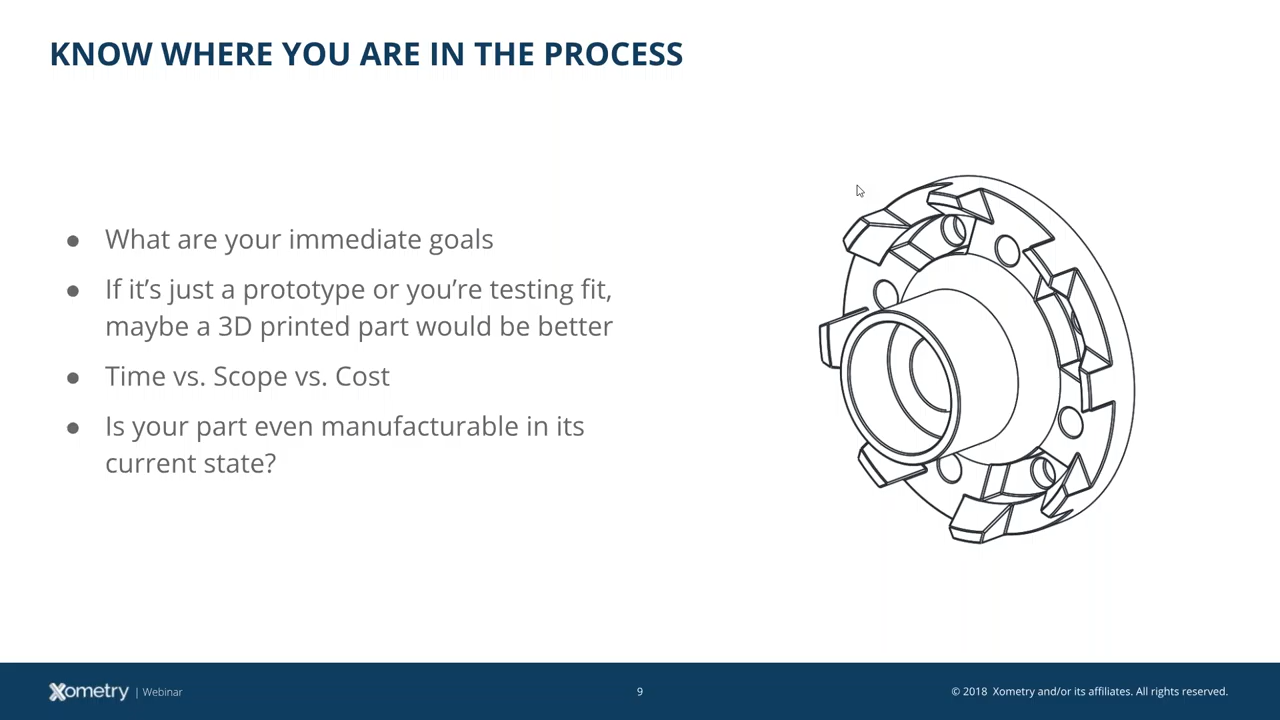 KNOW WHERE YOU ARE IN THE PROCESS
● What are your immediate goals
● If it’s just a prototype or you’re testing fit,
maybe a 3D printed part would be better
● Time vs. Scope vs. Cost
● Is your part even manufacturable in its
current state?
Xometry | Webinar
9
© 2018 Xometry and/or its affiliates. All rights reserved.